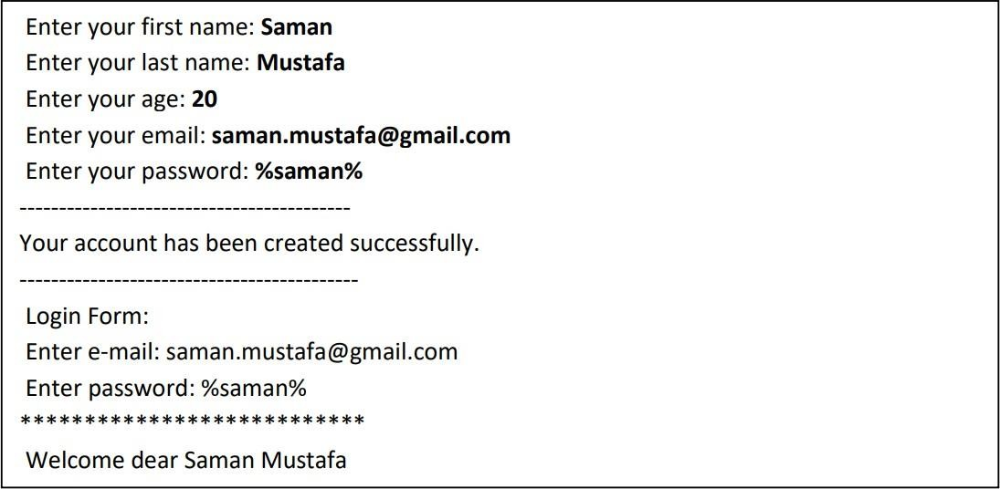 Enter your first name: Saman
Enter your last name: Mustafa
Enter your age: 20
Enter your email: saman.mustafa@gmail.com
Enter your password: %saman%
-----------------------------------------
Your account has been created successfully.
------------------------------------------
Login Form:
Enter e-mail: saman.mustafa@gmail.com
Enter password: %saman%
***************************
Welcome dear Saman Mustafa